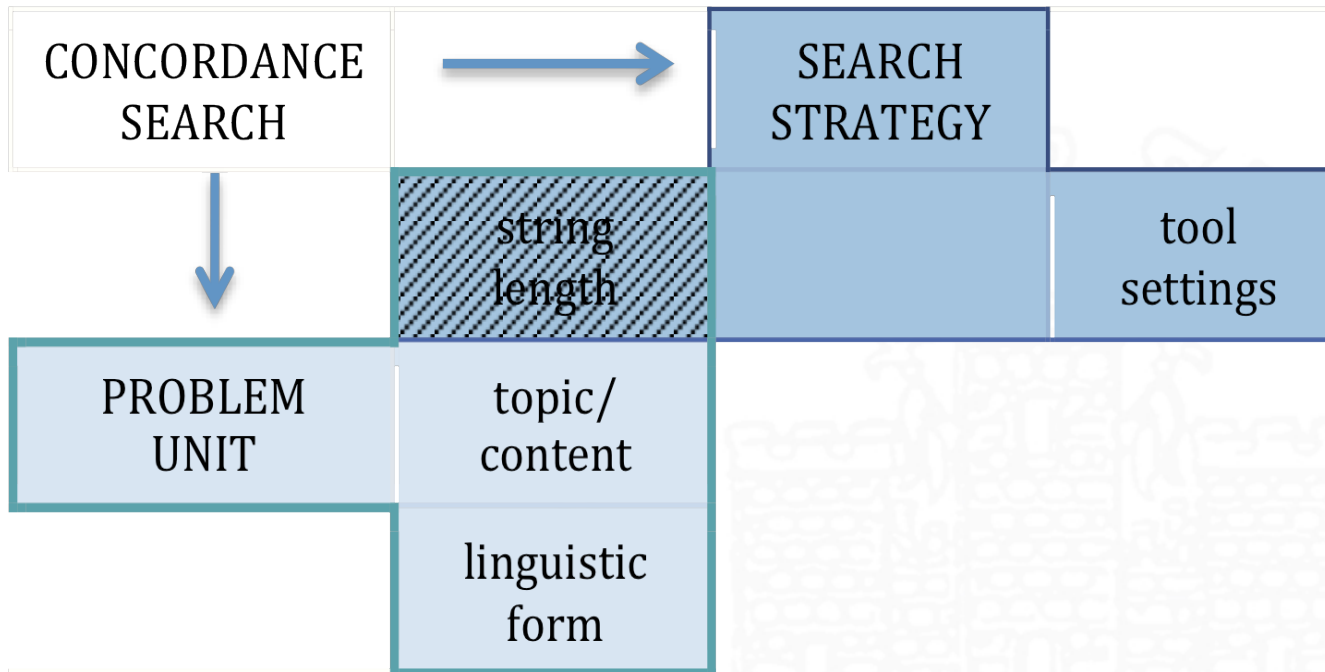 CONCORDANCE
SEARCH
SEARCH
STRATEGY
string
length
tool
settings
PROBLEM
UNIT
topic/
content
linguistic
form